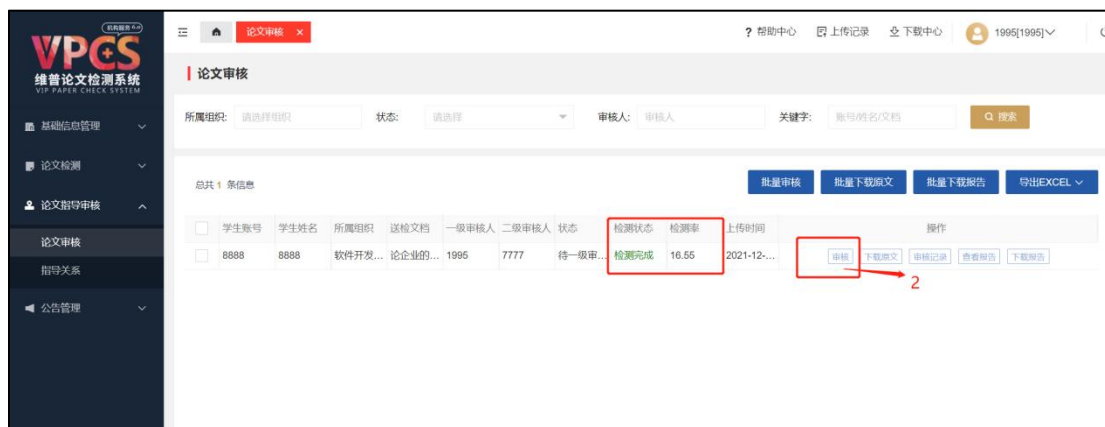 机构服务 4.0
VPCS
维普论文检测系统
VIP PAPER CHECK SYSTEM
论文审核 ×
? 帮助中心 上传记录 下载中心 1995[1995]
基础信息管理
论文检测
论文指导审核
论文审核
指导关系
公告管理
论文审核
所属组织: 请选择组织 状态: 请选择 审核人: 审核人 关键字: 账号/姓名/文档 搜索
总共 1 条信息
批量审核 批量下载原文 批量下载报告 导出EXCEL
学生账号 学生姓名 所属组织 送检文档 一级审核人 二级审核人 状态 检测状态 检测率 上传时间 操作
8888 8888 软件开发... 论企业的... 1995 7777 待一级审... 检测完成 16.55 2021-12-... 审核 下载原文 审核记录 查看报告 下载报告
2